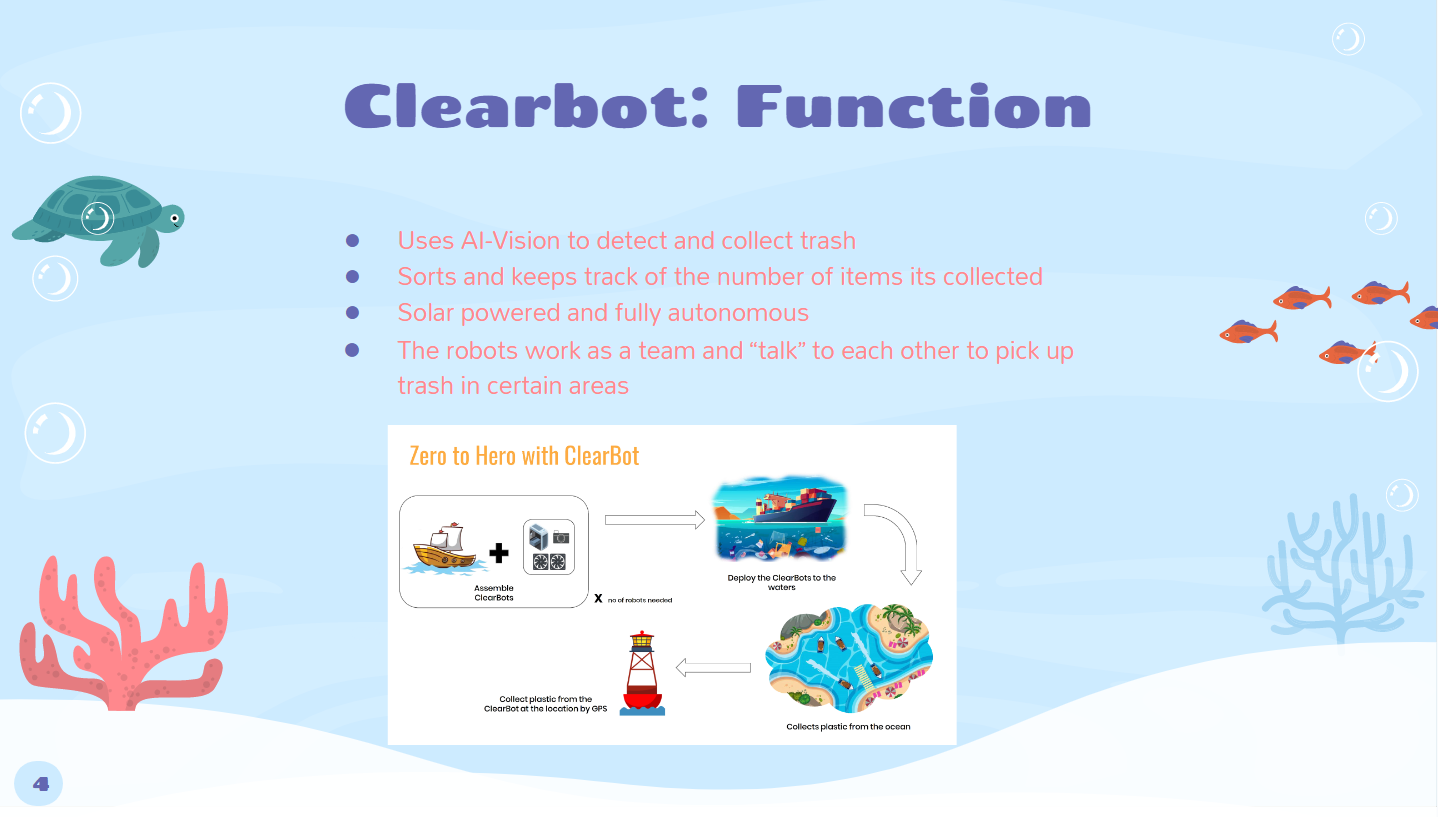 Clearbot: Function
● Uses AI-Vision to detect and collect trash
● Sorts and keeps track of the number of items its collected
● Solar powered and fully autonomous
● The robots work as a team and “talk” to each other to pick up
trash in certain areas
Zero to Hero with ClearBot
Assemble
ClearBots
X no of robots needed
Deploy the ClearBots to the
waters
Collects plastic from the ocean
Collect plastic from the
ClearBot at the location by GPS
4